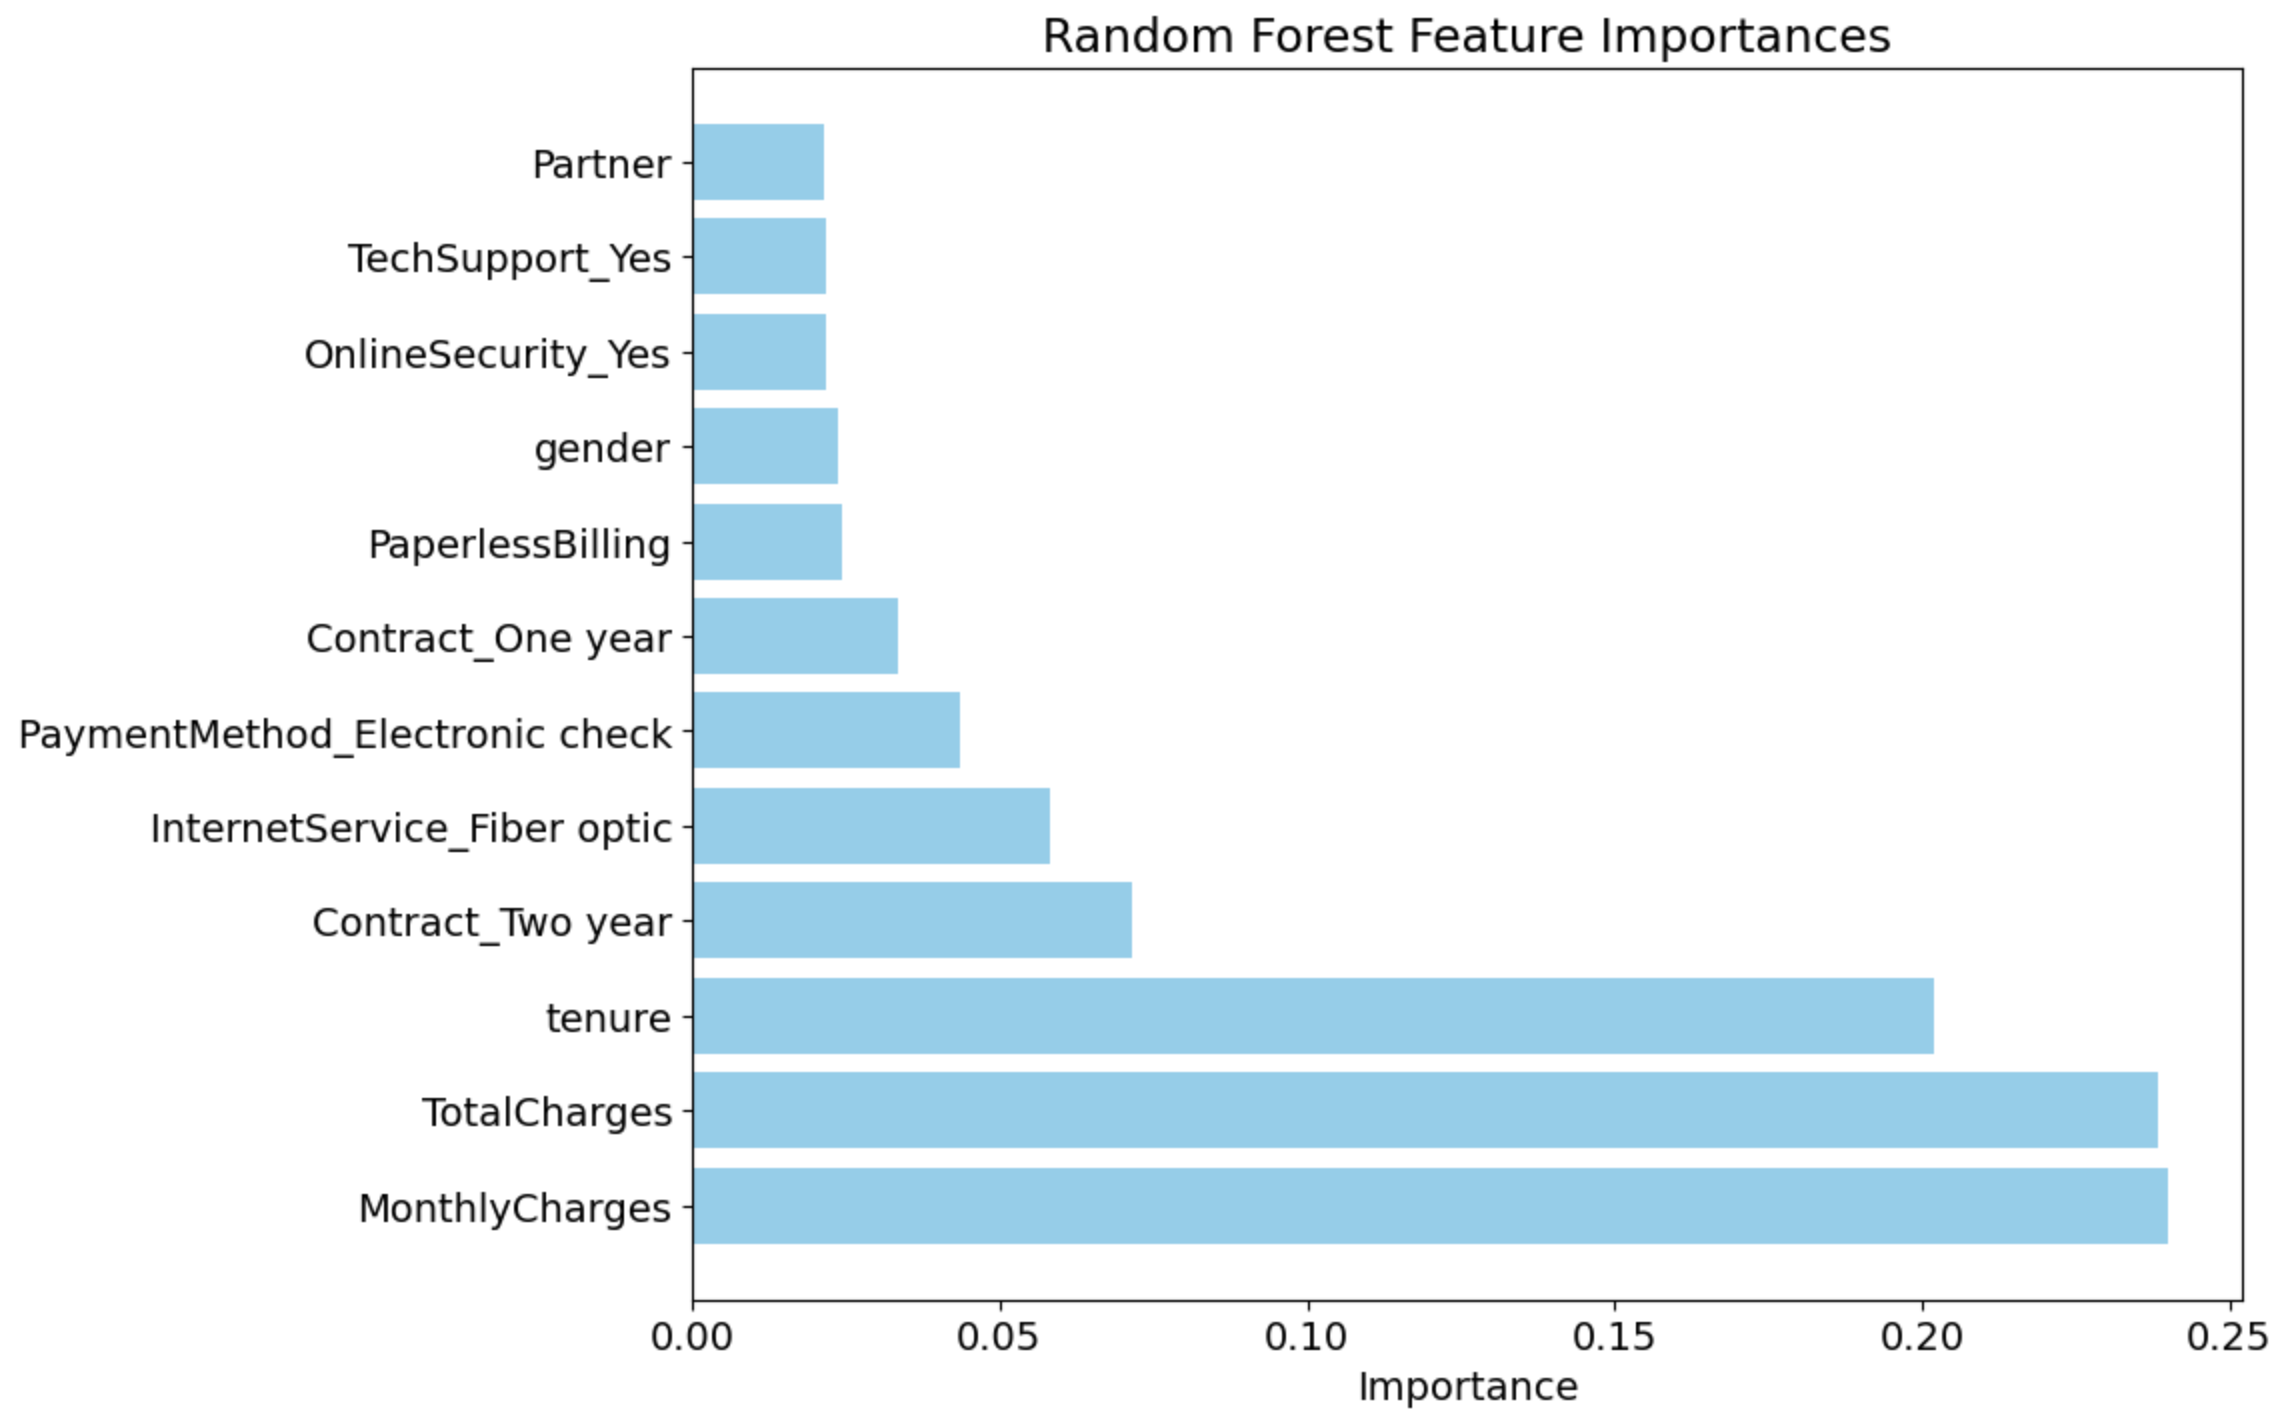 Random Forest Feature Importances
Partner
TechSupport_Yes
OnlineSecurity_Yes
gender
PaperlessBilling
Contract_One year
PaymentMethod_Electronic check
InternetService_Fiber optic
Contract_Two year
tenure
TotalCharges
MonthlyCharges
0.00 0.05 0.10 0.15 0.20 0.25
Importance